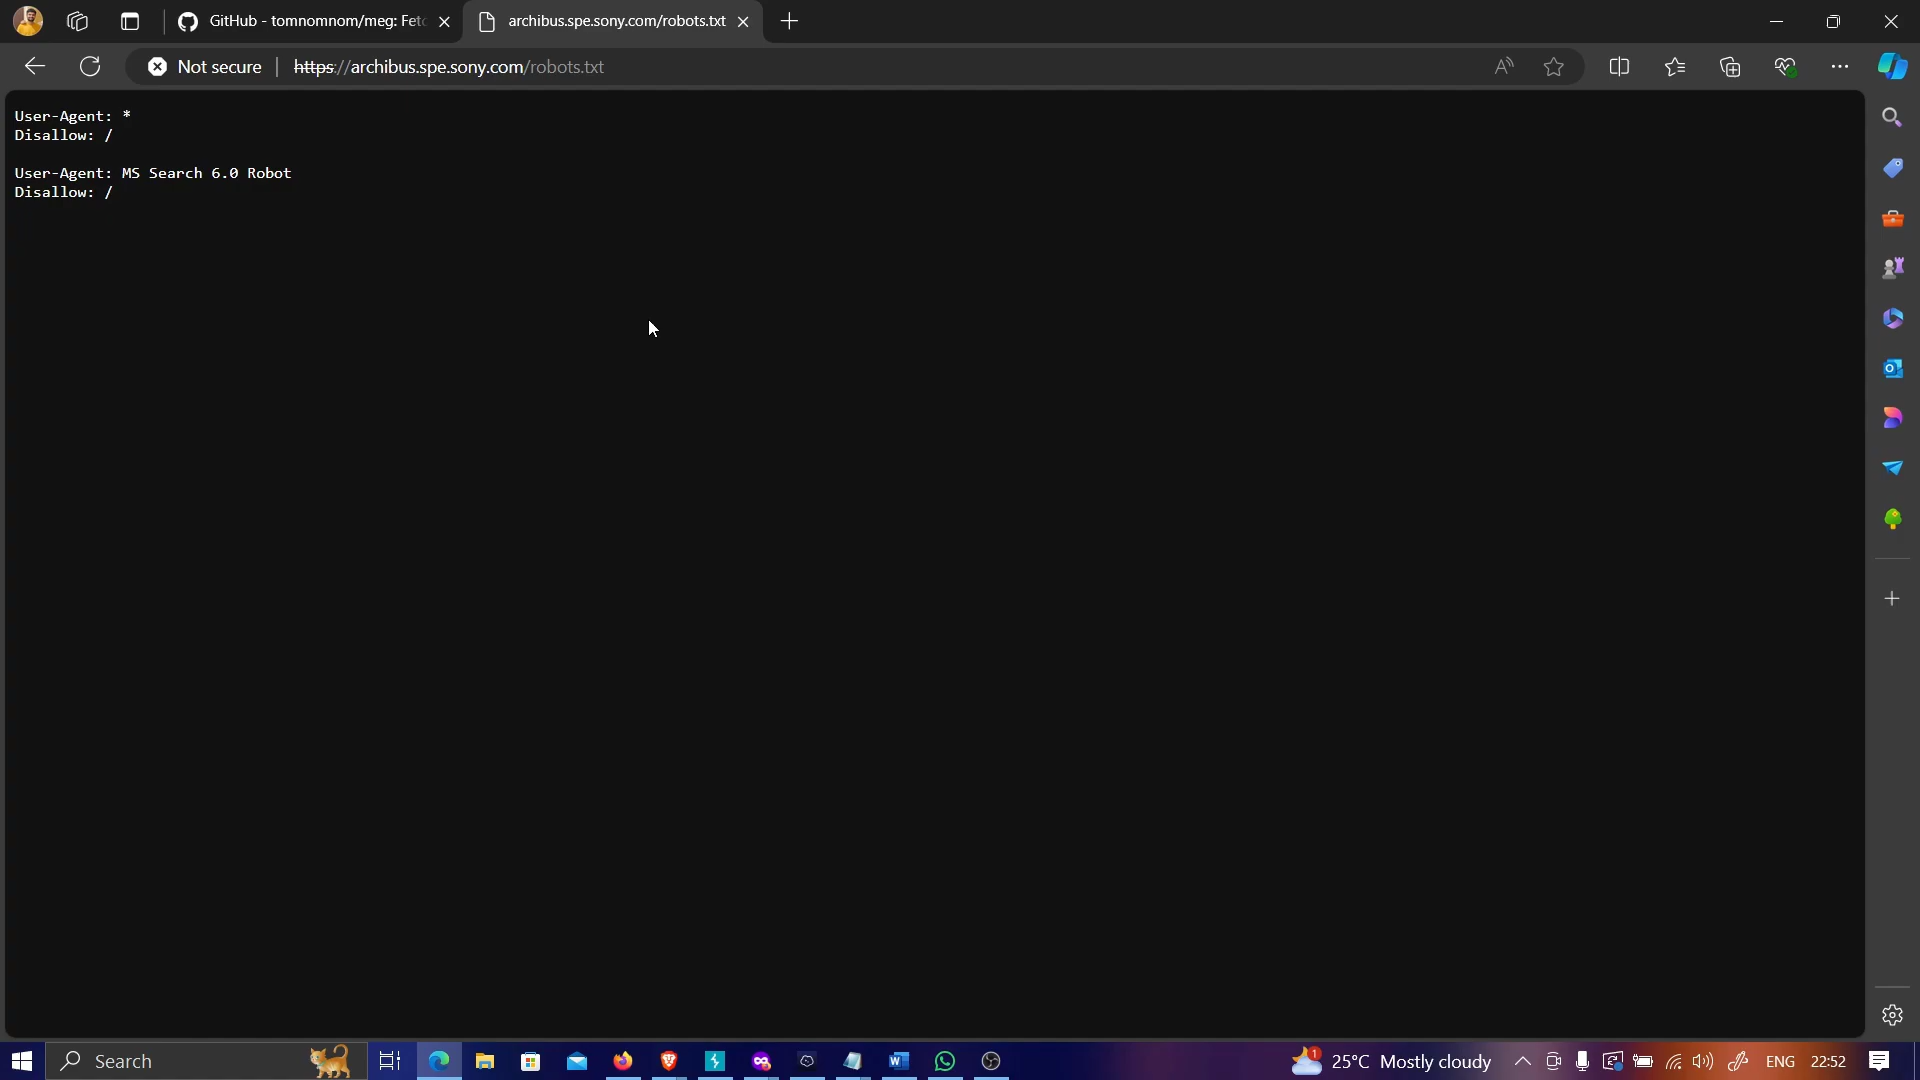 GitHub - tomnomnom/meg: Fetc
archibus.spe.sony.com/robots.txt
Not secure
https://archibus.spe.sony.com/robots.txt
User-Agent: *
Disallow: /
User-Agent: MS Search 6.0 Robot
Disallow: /
Search
1
25°C Mostly cloudy
ENG
22:52